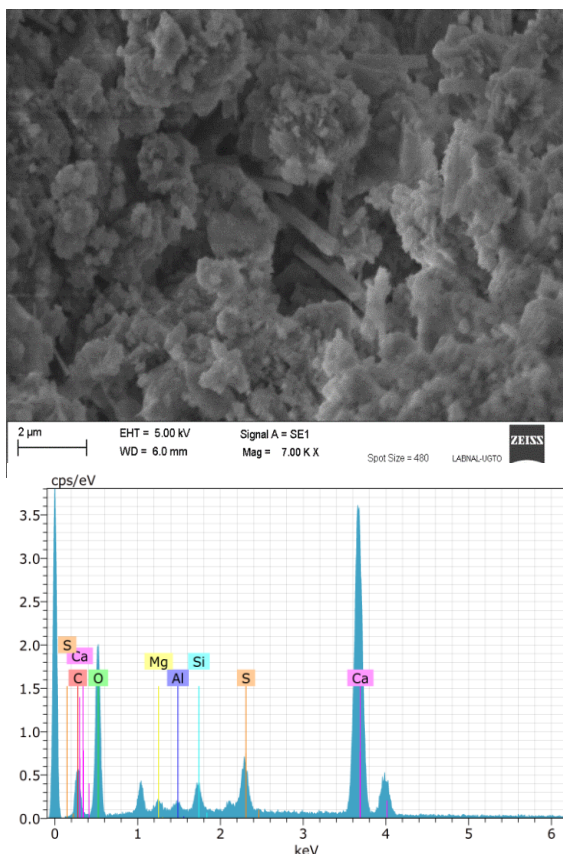 2 µm
EHT = 5.00 kV
Signal A = SE1
WD = 6.0 mm
Mag = 7.00 K X
Spot Size = 480
LABNAL-UGTO
ZEISS
cps/eV
3.5
3.0
2.5
2.0
1.5
1.0
0.5
0.0
S
Ca
C
O
Mg
Al
Si
S
Ca
0 1 2 3 4 5 6
keV